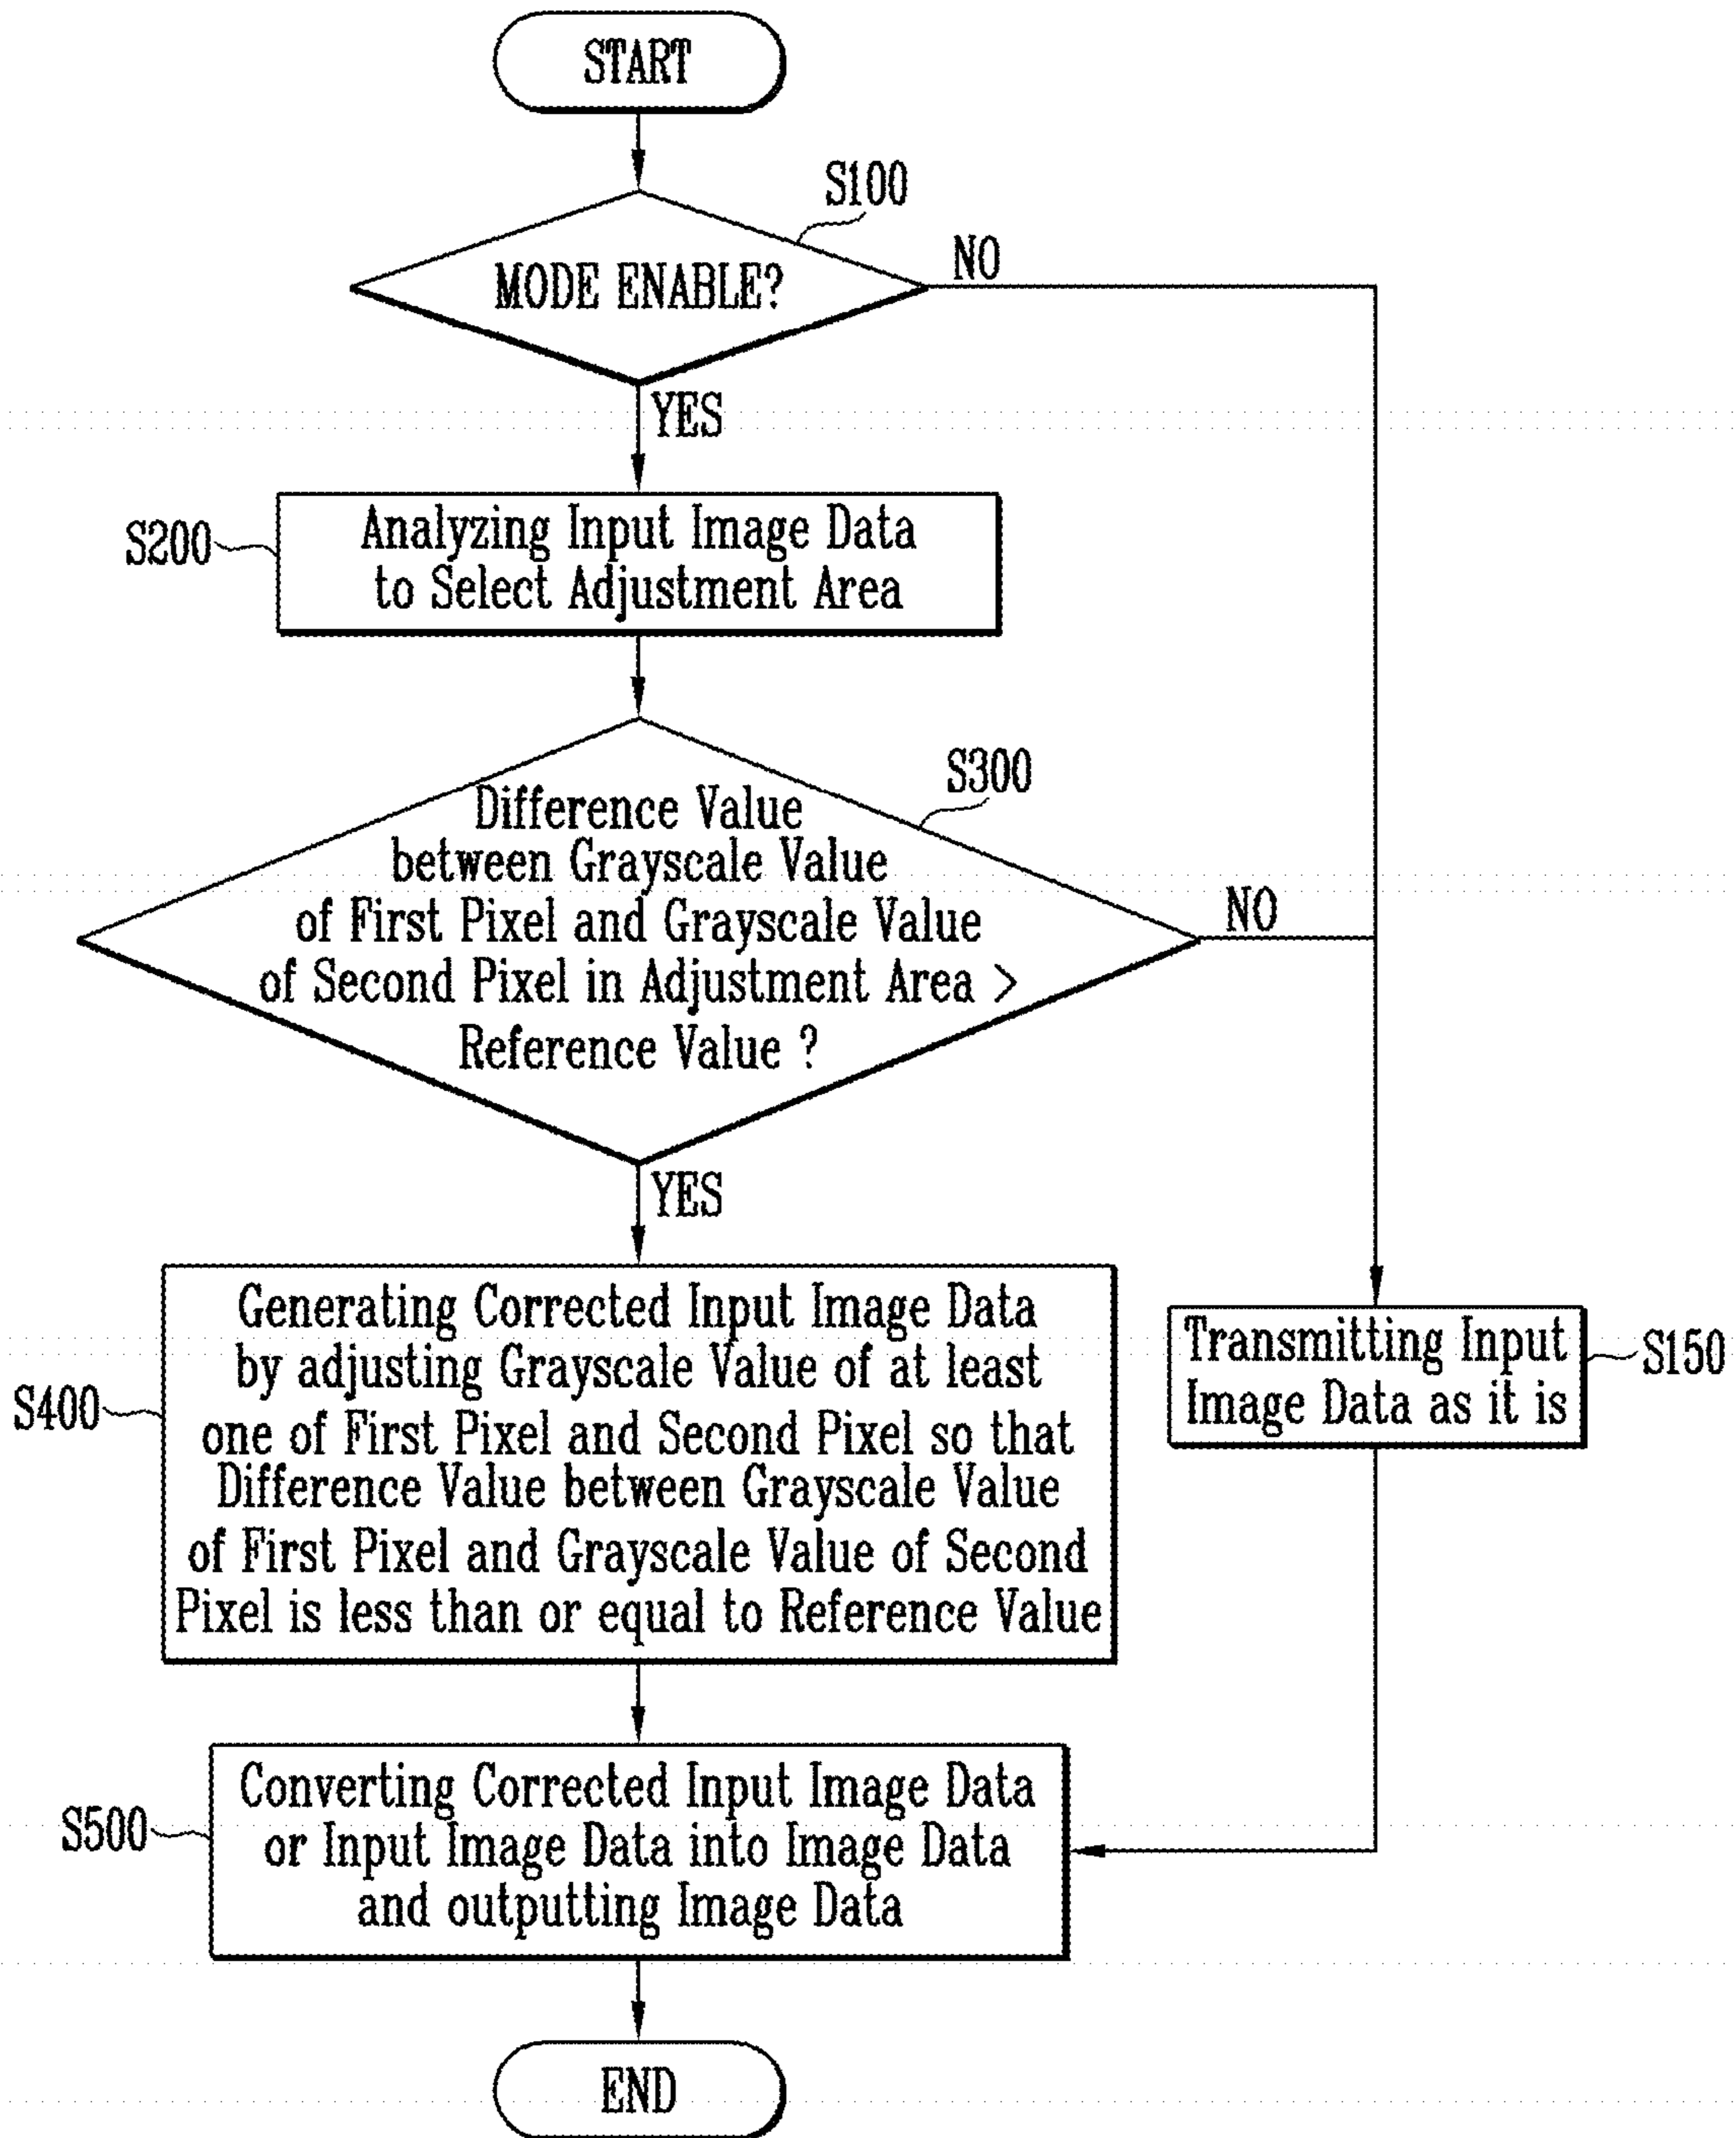 START
S100
MODE ENABLE?
NO
YES
S200
Analyzing Input Image Data
to Select Adjustment Area
S300
Difference Value
between Grayscale Value
of First Pixel and Grayscale Value
of Second Pixel in Adjustment Area >
Reference Value ?
NO
YES
S400
Generating Corrected Input Image Data
by adjusting Grayscale Value of at least
one of First Pixel and Second Pixel so that
Difference Value between Grayscale Value
of First Pixel and Grayscale Value of Second
Pixel is less than or equal to Reference Value
Transmitting Input
Image Data as it is
S150
S500
Converting Corrected Input Image Data
or Input Image Data into Image Data
and outputting Image Data
END